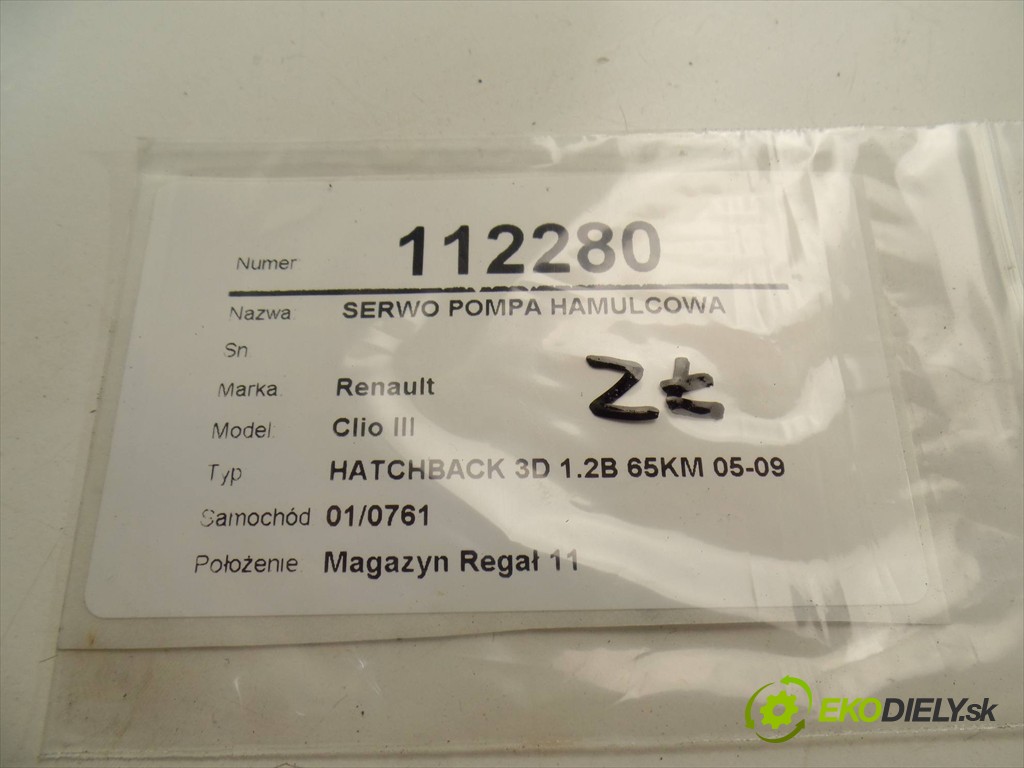 Numer: 112280
Nazwa: SERWO POMPA HAMULCOWA
Sn
Marka: Renault
Model: Clio III
Typ HATCHBACK 3D 1.2B 65KM 05-09
Samochód 01/0761
Położenie: Magazyn Regał 11
EKODIELY.sk